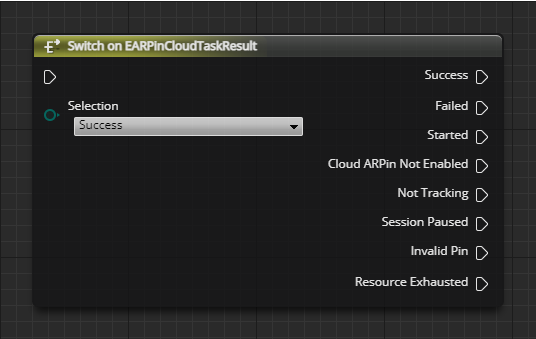 Switch on EARPinCloudTaskResult
Success
Selection
Success
Failed
Started
Cloud ARPin Not Enabled
Not Tracking
Session Paused
Invalid Pin
Resource Exhausted